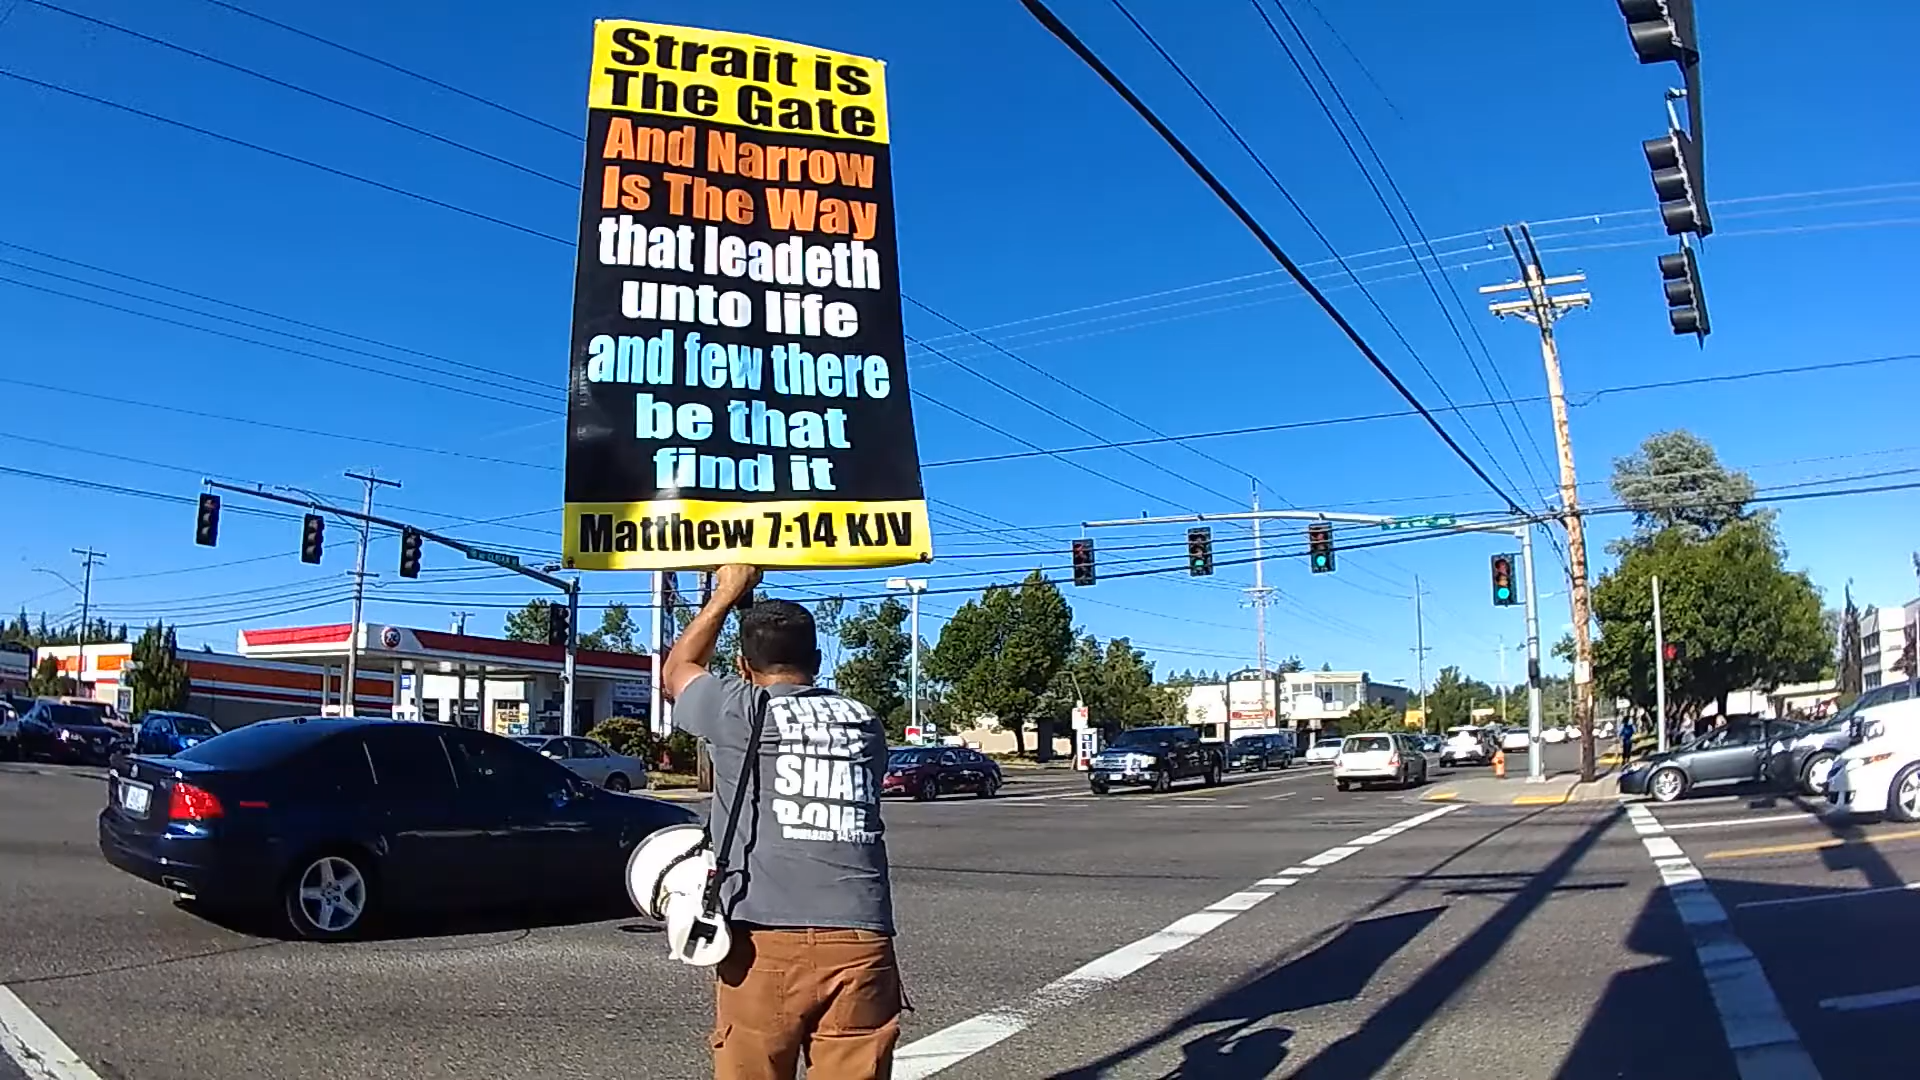 Strait is
The Gate
And Narrow
Is The Way
that leadeth
unto life
and few there
be that
find it
Matthew 7:14 KJV
SHALL
BOW